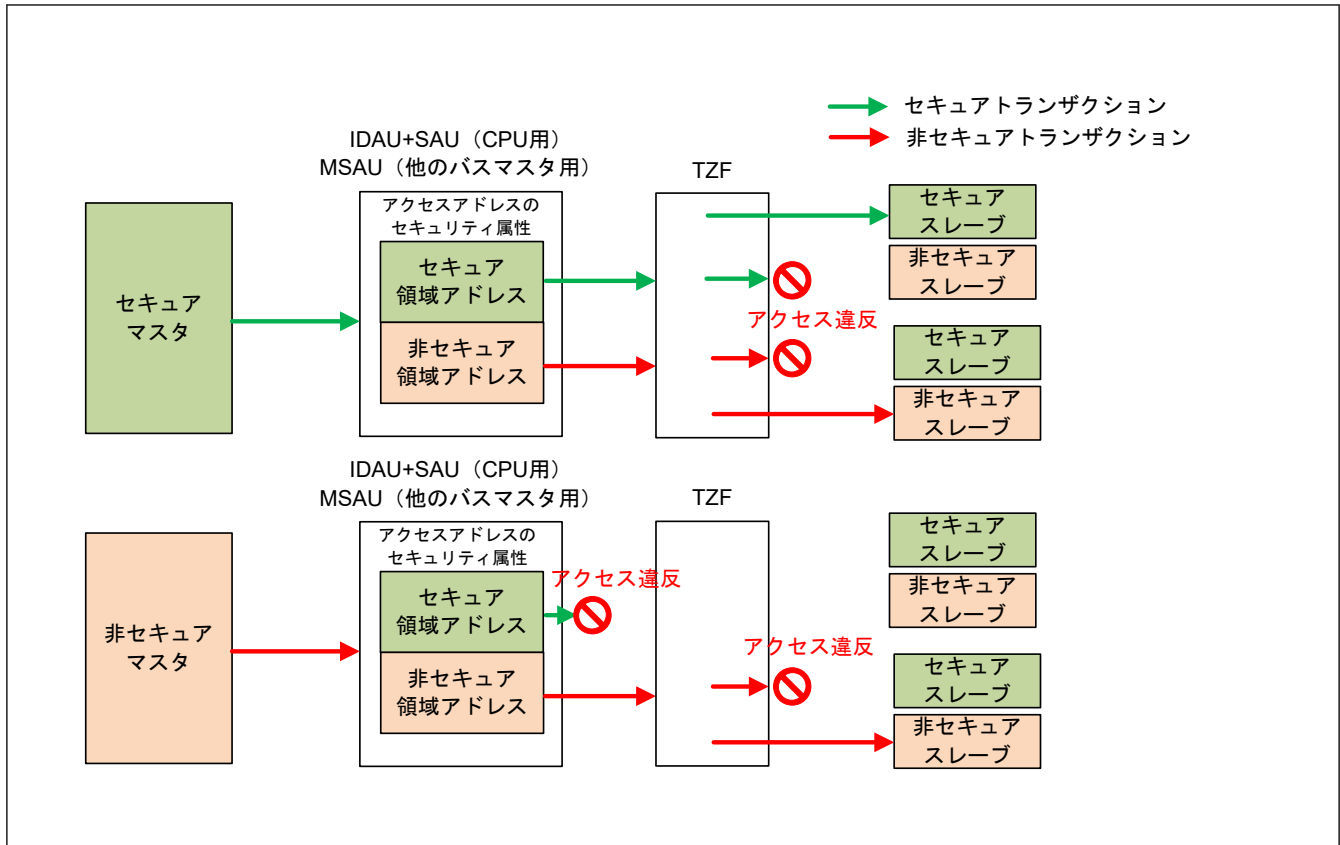 セキュアトランザクション
非セキュアトランザクション
IDAU+SAU（CPU用）
MSAU（他のバスマスタ用）
TZF
アクセスアドレスの
セキュリティ属性
セキュア
マスタ
セキュア
領域アドレス
非セキュア
領域アドレス
アクセス違反
セキュア
スレーブ
非セキュア
スレーブ
セキュア
スレーブ
非セキュア
スレーブ
IDAU+SAU（CPU用）
MSAU（他のバスマスタ用）
TZF
アクセスアドレスの
セキュリティ属性
非セキュア
マスタ
セキュア
領域アドレス
アクセス違反
非セキュア
領域アドレス
アクセス違反
セキュア
スレーブ
非セキュア
スレーブ
セキュア
スレーブ
非セキュア
スレーブ